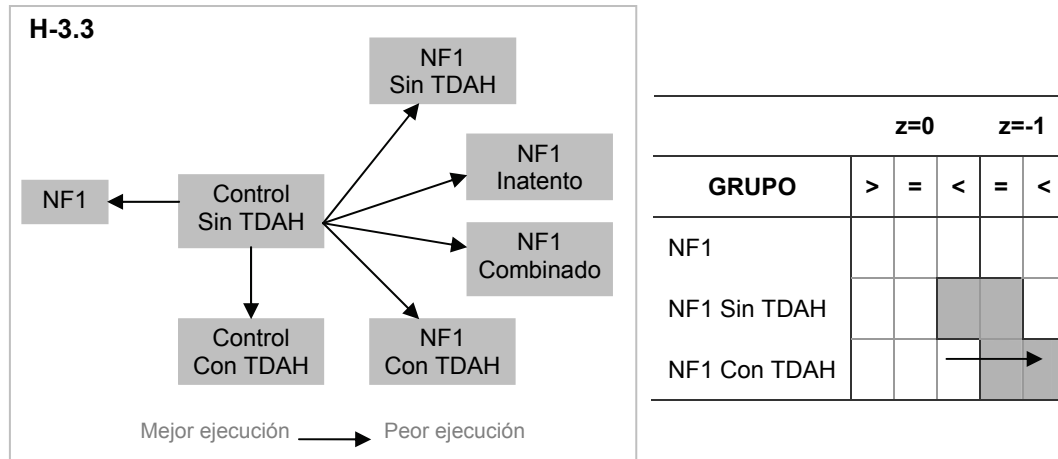 H-3.3
NF1
Sin TDAH
NF1
Inatento
NF1
Control
Sin TDAH
NF1
Combinado
Control
Con TDAH
NF1
Con TDAH
Mejor ejecución
Peor ejecución
z=0 z=-1
GRUPO > = < = <
NF1
NF1 Sin TDAH
NF1 Con TDAH